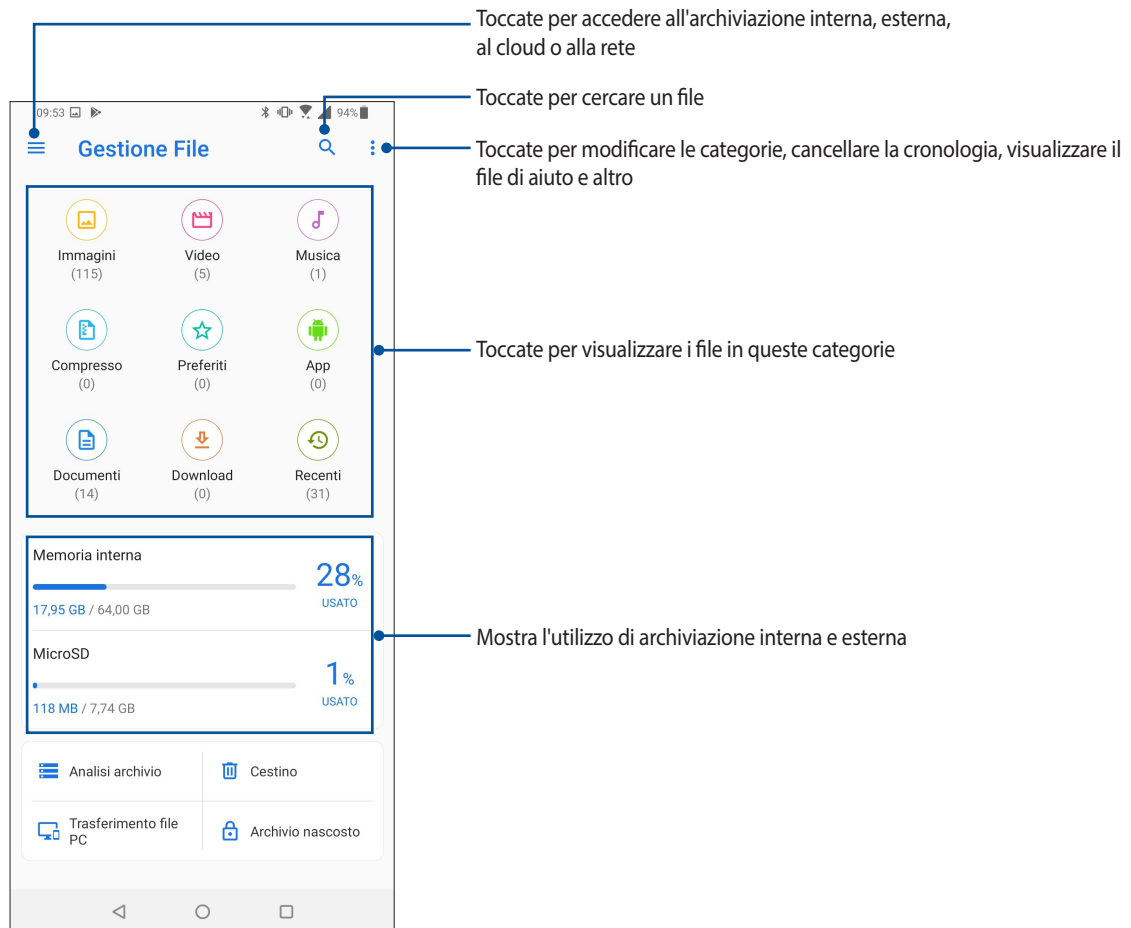 Toccate per accedere all'archiviazione interna, esterna,
al cloud o alla rete
Toccate per cercare un file
Toccate per modificare le categorie, cancellare la cronologia, visualizzare il
file di aiuto e altro
09:53
94%
Gestione File
Immagini
(115)
Video
(5)
Musica
(1)
Compresso
(0)
Preferiti
(0)
App
(0)
Toccate per visualizzare i file in queste categorie
Documenti
(14)
Download
(0)
Recenti
(31)
Memoria interna
28%
USATO
17,95 GB / 64,00 GB
Mostra l'utilizzo di archiviazione interna e esterna
MicroSD
1%
USATO
118 MB / 7,74 GB
Analisi archivio
Cestino
Trasferimento file
PC
Archivio nascosto